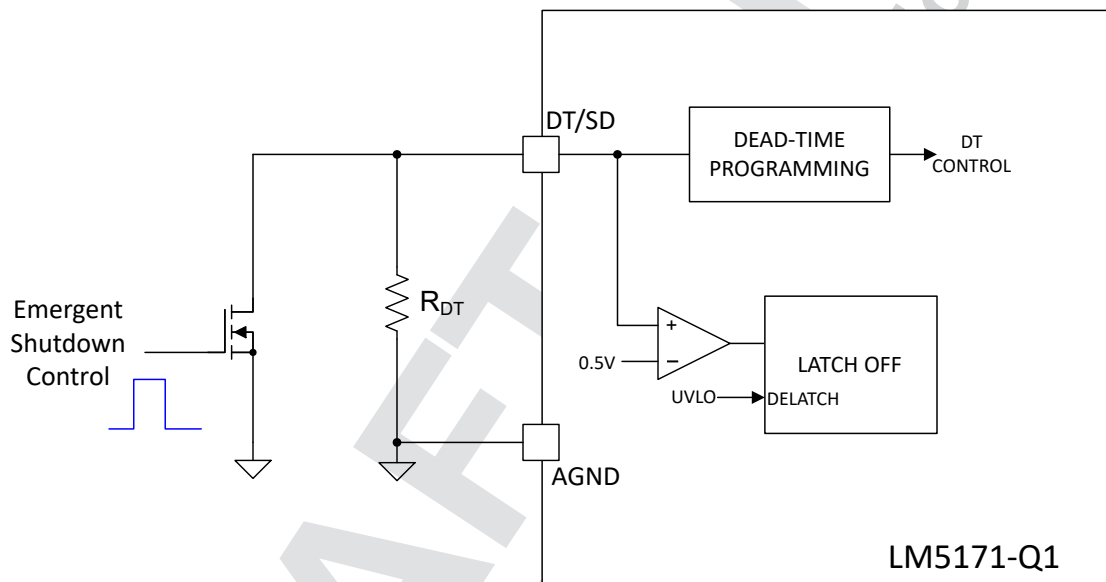 DT/SD
DEAD-TIME
PROGRAMMING
DT
CONTROL
Emergent
Shutdown
Control
RDT
+
0.5V
−
LATCH OFF
UVLO
DELATCH
AGND
LM5171-Q1